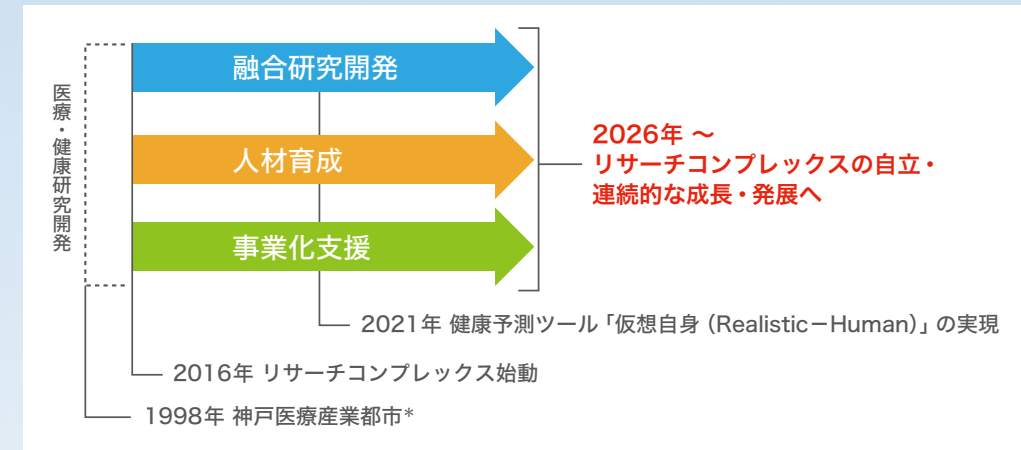 医療・健康研究開発
融合研究開発
人材育成
事業化支援
2026年 ～
リサーチコンプレックスの自立・
連続的な成長・発展へ
2021年 健康予測ツール「仮想自身（Realistic－Human）」の実現
2016年 リサーチコンプレックス始動
1998年 神戸医療産業都市*